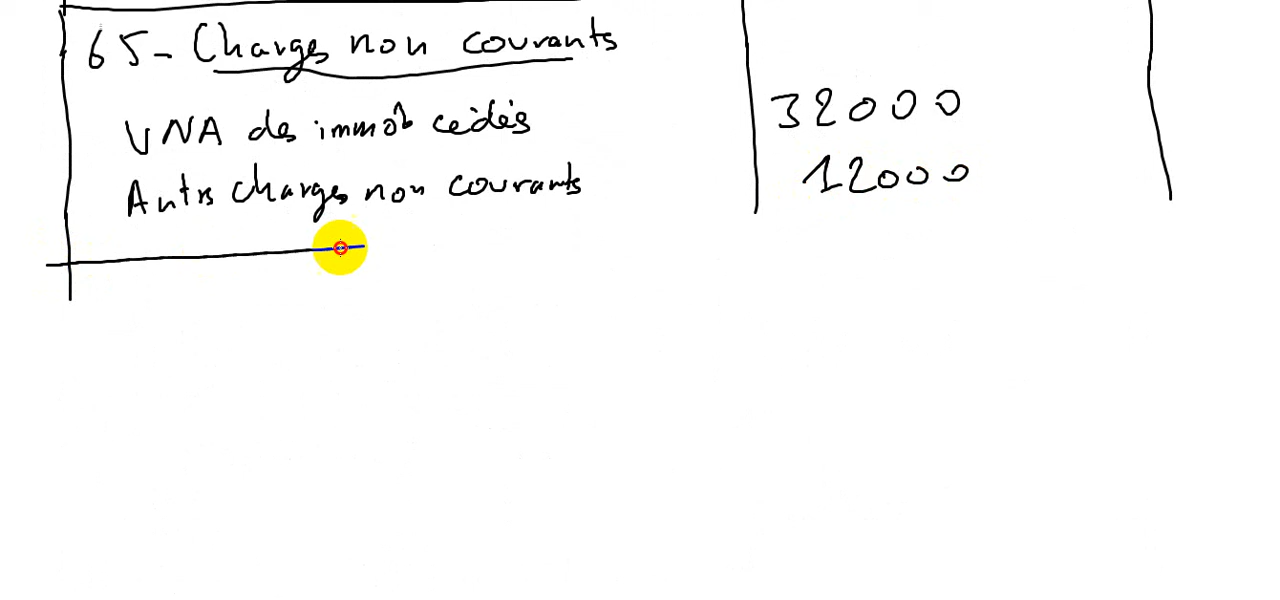 65- Charges non courants
32000
VNA des immob cédés
12000
Autrs charges non courants